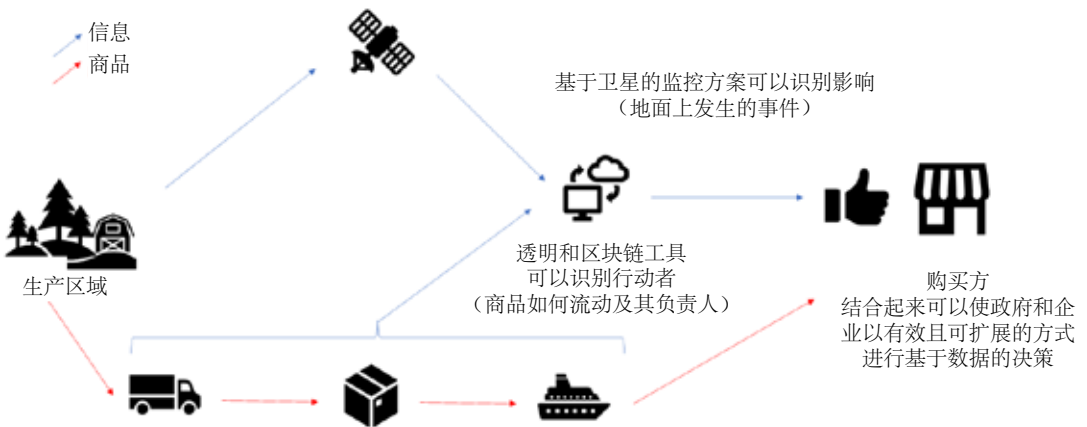 信息
商品
基于卫星的监控方案可以识别影响
（地面上发生的事件）
生产区域
透明和区块链工具
可以识别行动者
（商品如何流动及其负责人）
购买方
结合起来可以使政府和企
业以有效且可扩展的方式
进行基于数据的决策